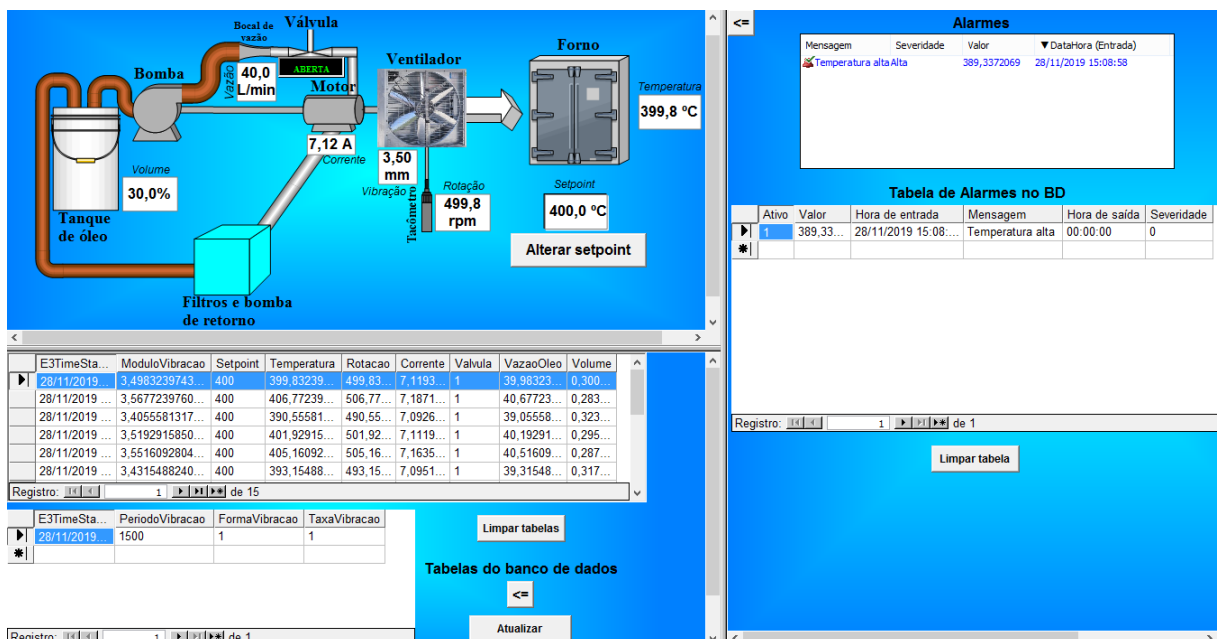 Bocal de
vazão
Válvula
ABERTA
Bomba
Vazão
40,0
L/min
Motor
Ventilador
Forno
Temperatura
399,8 ºC
7,12 A
Corrente
3,50
mm
Vibração
Tacômetro
Rotação
499,8
rpm
Setpoint
400,0 ºC
Alterar setpoint
Volume
30,0%
Tanque
de óleo
Filtros e bomba
de retorno
E3TimeSta... ModuloVibracao Setpoint Temperatura Rotacao Corrente Valvula VazaoOleo Volume
28/11/2019... 3,4983239743... 400 399,83239... 499,83... 7,1193... 1 39,98323... 0,300...
28/11/2019 ... 3,5677239760... 400 406,77239... 506,77... 7,1871... 1 40,67723... 0,283...
28/11/2019 ... 3,4055581317... 400 390,55581... 490,55... 7,0926... 1 39,05558... 0,323...
28/11/2019 ... 3,5192915850... 400 401,92915... 501,92... 7,1119... 1 40,19291... 0,295...
28/11/2019 ... 3,5516092804... 400 405,16092... 505,16... 7,1635... 1 40,51609... 0,287...
28/11/2019 ... 3,4315488240... 400 393,15488... 493,15... 7,0951... 1 39,31548... 0,317...
Registro: 1 de 15
E3TimeSta... PeriodoVibracao FormaVibracao TaxaVibracao
28/11/2019... 1500 1 1
Registro: 1 de 1
Limpar tabelas
Tabelas do banco de dados
<=
Atualizar
<=
Alarmes
Mensagem Severidade Valor DataHora (Entrada)
Temperatura alta Alta 389,3372069 28/11/2019 15:08:58
Tabela de Alarmes no BD
Ativo Valor Hora de entrada Mensagem Hora de saída Severidade
1 389,33... 28/11/2019 15:08:... Temperatura alta 00:00:00 0
Registro: 1 de 1
Limpar tabela